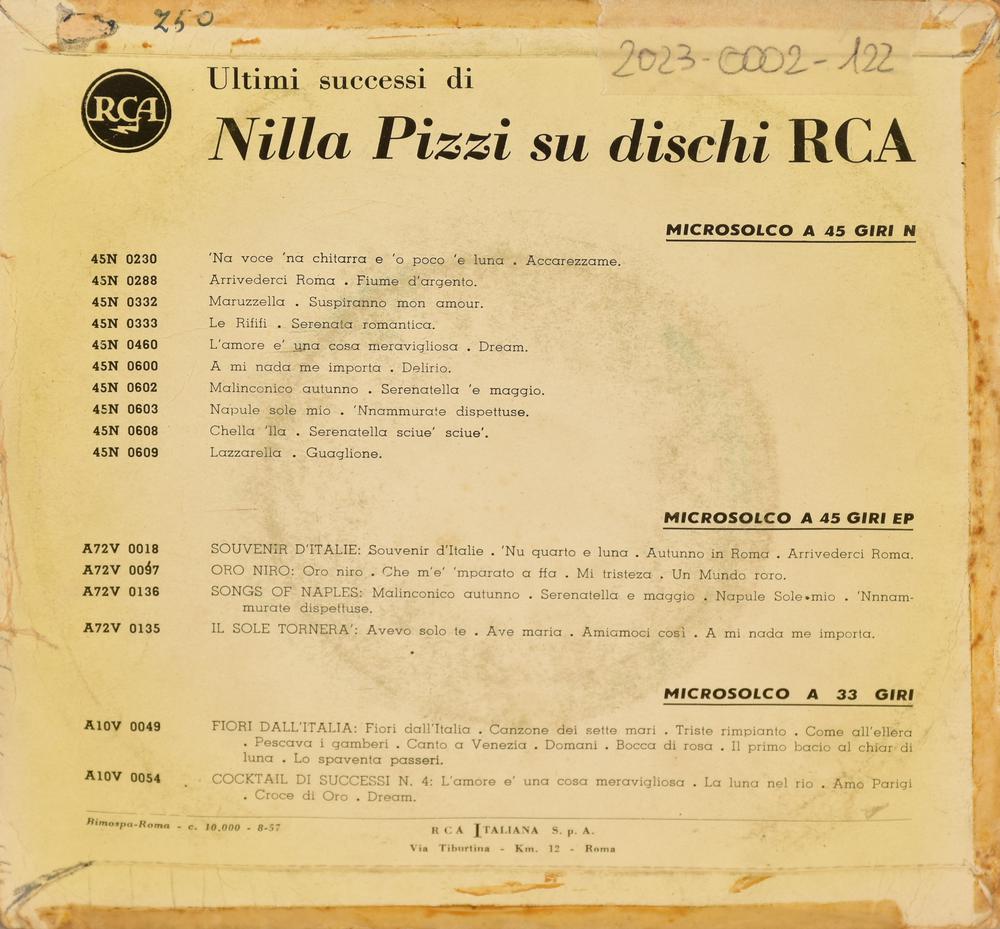 250
2023-0002-122
RCA
Ultimi successi di
Nilla Pizzi su dischi RCA
MICROSOLCO A 45 GIRI N
45N 0230 'Na voce 'na chitarra e 'o poco 'e luna . Accarezzame.
45N 0288 Arrivederci Roma . Fiume d'argento.
45N 0332 Maruzzella . Suspiranno mon amour.
45N 0333 Le Rififi . Serenata romantica.
45N 0460 L'amore e' una cosa meravigliosa . Dream.
45N 0600 A mi nada me importa . Delirio.
45N 0602 Malinconico autunno . Serenatella 'e maggio.
45N 0603 Napule sole mio . 'Nnammurate dispettuse.
45N 0608 Chella 'lla . Serenatella sciue' sciue'.
45N 0609 Lazzarella . Guaglione.
MICROSOLCO A 45 GIRI EP
A72V 0018 SOUVENIR D'ITALIE: Souvenir d'Italie . 'Nu quarto e luna . Autunno in Roma . Arrivederci Roma.
A72V 0097 ORO NIRO: Oro niro . Che m'e' 'mparato a ffa . Mi tristeza . Un Mundo raro.
A72V 0136 SONGS OF NAPLES: Malinconico autunno . Serenatella e maggio . Napule Sole mio . 'Nnnam-
murate dispettuse.
A72V 0135 IL SOLE TORNERA': Avevo solo te . Ave maria . Amiamoci così . A mi nada me importa.
MICROSOLCO A 33 GIRI
A10V 0049 FIORI DALL'ITALIA: Fiori dall'Italia . Canzone dei sette mari . Triste rimpianto . Come all'ellera
. Pescava i gamberi . Canto a Venezia . Domani . Bocca di rosa . Il primo bacio al chiar di
luna . Lo spaventa passeri.
A10V 0054 COCKTAIL DI SUCCESSI N. 4: L'amore e' una cosa meravigliosa . La luna nel rio . Amo Parigi
. Croce di Oro . Dream.
Rimospa-Roma - c. 10.000 - 8-57
RCA ITALIANA S. p. A.
Via Tiburtina - Km. 12 - Roma